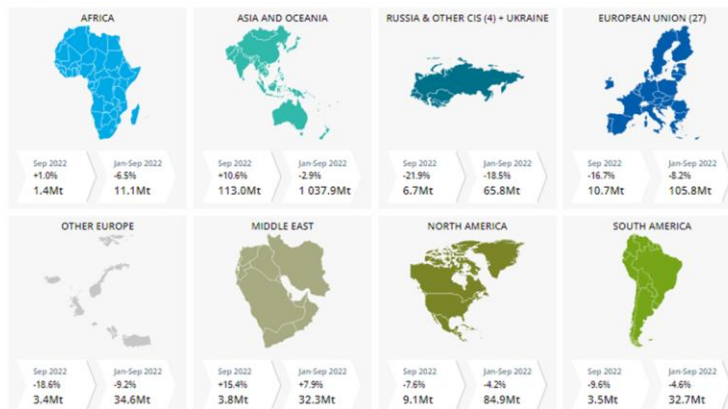 AFRICA
Sep 2022 Jan-Sep 2022
+1.0% -6.5%
1.4Mt 11.1Mt
ASIA AND OCEANIA
Sep 2022 Jan-Sep 2022
+10.6% -2.9%
113.0Mt 1 037.9Mt
RUSSIA & OTHER CIS (4) + UKRAINE
Sep 2022 Jan-Sep 2022
-21.9% -18.5%
6.7Mt 65.8Mt
EUROPEAN UNION (27)
Sep 2022 Jan-Sep 2022
-16.7% -8.2%
10.7Mt 105.8Mt
OTHER EUROPE
Sep 2022 Jan-Sep 2022
-18.6% -9.2%
3.4Mt 34.6Mt
MIDDLE EAST
Sep 2022 Jan-Sep 2022
+15.4% +7.9%
3.8Mt 32.3Mt
NORTH AMERICA
Sep 2022 Jan-Sep 2022
-7.6% -4.2%
9.1Mt 84.9Mt
SOUTH AMERICA
Sep 2022 Jan-Sep 2022
-9.6% -4.6%
3.5Mt 32.7Mt